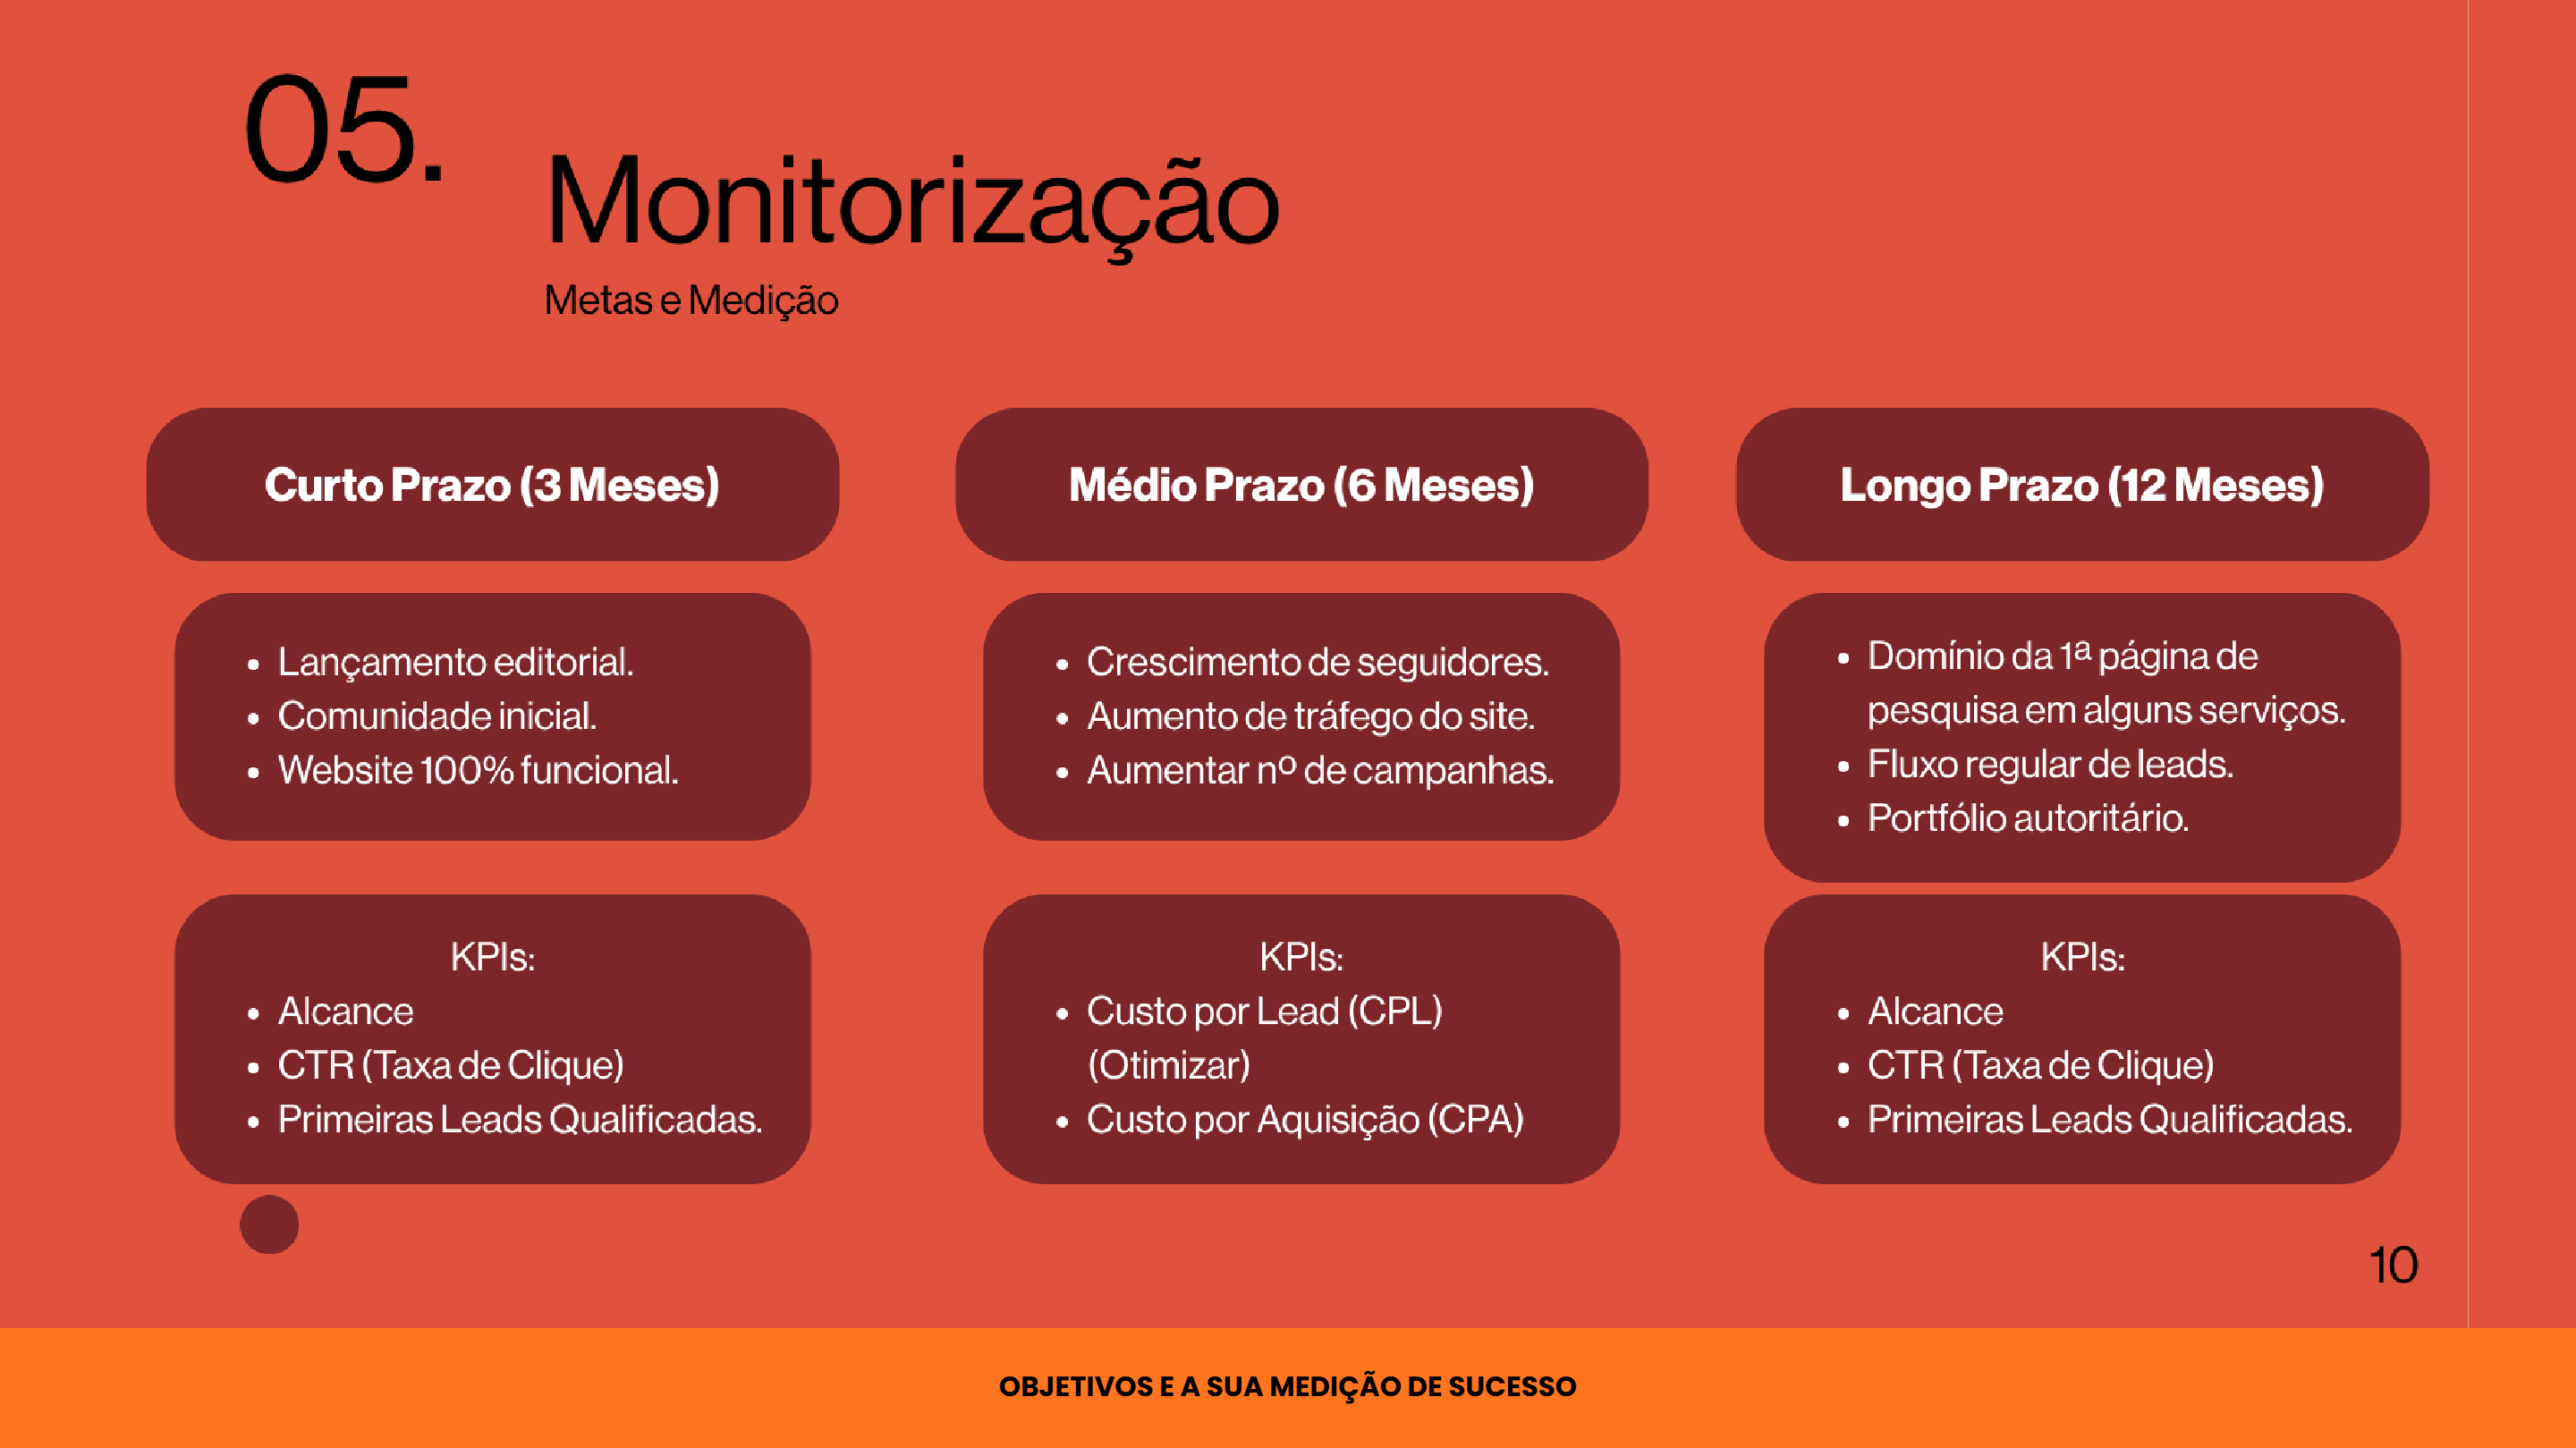 05.
Monitorização
Metas e Medição
Curto Prazo (3 Meses)
• Lançamento editorial.
• Comunidade inicial.
• Website 100% funcional.
KPIs:
• Alcance
• CTR (Taxa de Clique)
• Primeiras Leads Qualificadas.
Médio Prazo (6 Meses)
• Crescimento de seguidores.
• Aumento de tráfego do site.
• Aumentar nº de campanhas.
KPIs:
• Custo por Lead (CPL)
(Otimizar)
• Custo por Aquisição (CPA)
Longo Prazo (12 Meses)
• Domínio da 1ª página de
pesquisa em alguns serviços.
• Fluxo regular de leads.
• Portfólio autoritário.
KPIs:
• Alcance
• CTR (Taxa de Clique)
• Primeiras Leads Qualificadas.
10
OBJETIVOS E A SUA MEDIÇÃO DE SUCESSO